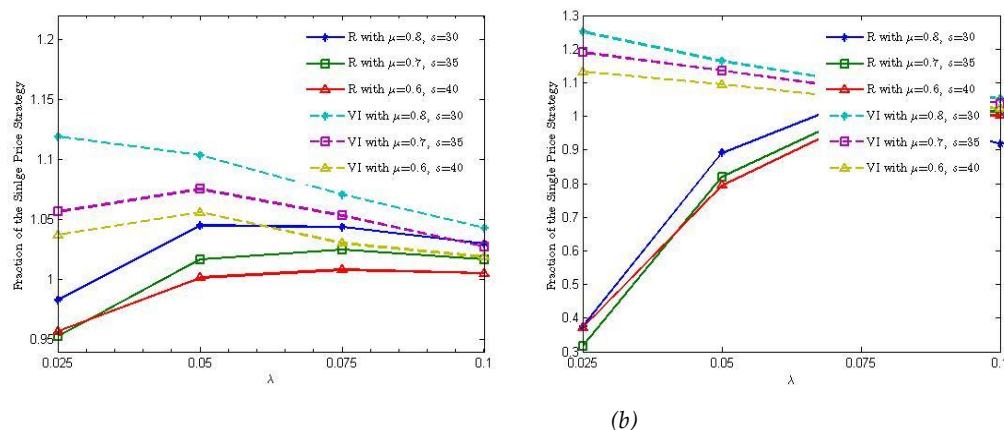 1.2
1.15
1.1
1.05
1
0.95
Fraction of the Sinlge Price Strategy
R with μ=0.8, s=30
R with μ=0.7, s=35
R with μ=0.6, s=40
VI with μ=0.8, s=30
VI with μ=0.7, s=35
VI with μ=0.6, s=40
0.025 0.05 0.075 0.1
λ
1.3
1.2
1.1
1
0.9
0.8
0.7
0.6
0.5
0.4
0.3
Fraction of the Single Price Strategy
R with μ=0.8, s=30
R with μ=0.7, s=35
R with μ=0.6, s=40
VI with μ=0.8, s=30
VI with μ=0.7, s=35
VI with μ=0.6, s=40
0.025 0.05 0.075 0.1
λ
(b)